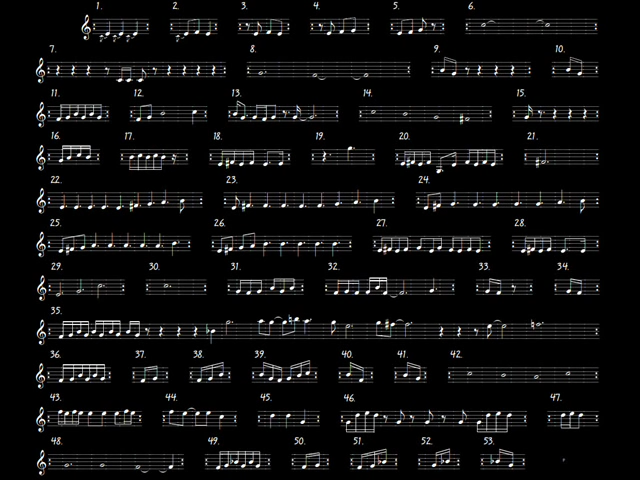 1. 2. 3. 4. 5. 6.
7. 8. 9. 10.
11. 12. 13. 14. 15.
16. 17. 18. 19. 20. 21.
22. 23. 24.
25. 26. 27. 28.
29. 30. 31. 32. 33. 34.
35.
36. 37. 38. 39. 40. 41. 42.
43. 44. 45. 46. 47.
48. 49. 50. 51. 52. 53.